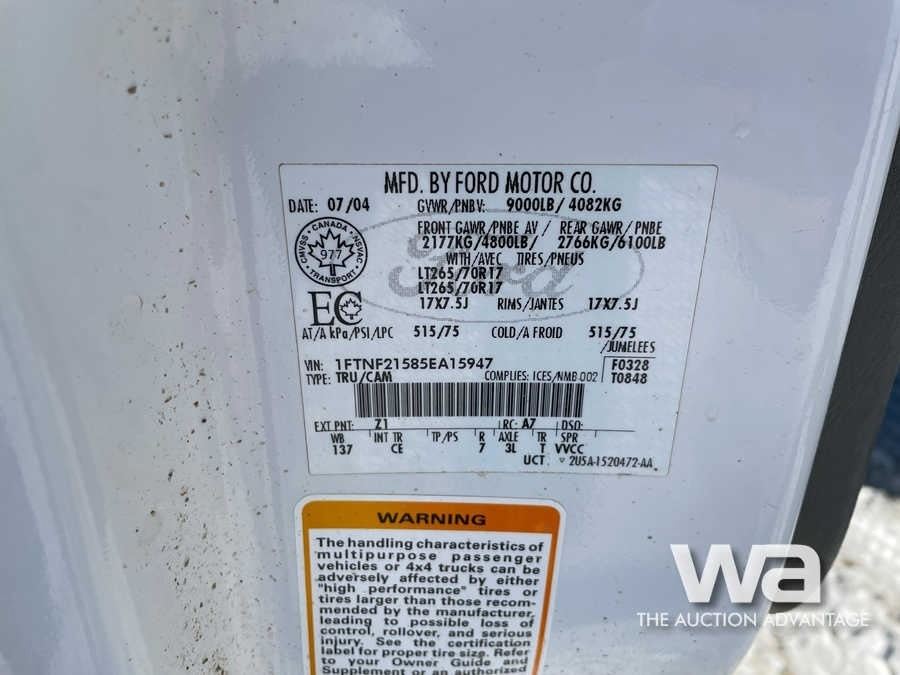 MFD. BY FORD MOTOR CO.
DATE: 07/04 GVWR/PNBV: 9000LB/ 4082KG
FRONT GAWR/PNBE AV / REAR GAWR/ PNBE
2177KG/4800LB/ 2766KG/6100LB
WITH/AVEC TIRES/PNEUS
LT265/70R17
LT265/70R17
17X7.5J RIMS/JANTES 17X7.5J
CMVSS · CANADA · NSVAC
977
TRANSPORT
EC
Ford
AT/A kPa/PSI/LPC 515/75 COLD/A FROID 515/75
/JUMELEES
VIN: 1FTNF21585EA15947 F0328
TYPE: TRU/CAM COMPLIES: ICES/NMB-002 T0848
EXT PNT: Z1 RC: A7 DSO:
WB INT TR TP/PS R AXLE TR SPR
137 CE 7 3L T VVCC
UCT ▽ 2U5A-1520472-AA
WARNING
The handling characteristics of
multipurpose passenger
vehicles or 4x4 trucks can be
adversely affected by either
"high performance" tires or
tires larger than those recom-
mended by the manufacturer,
leading to possible loss of
control, rollover, and serious
injury. See the certification
label for proper tire size. Refer
to your Owner Guide and
Supplement or an authorized
wa
THE AUCTION ADVANTAGE